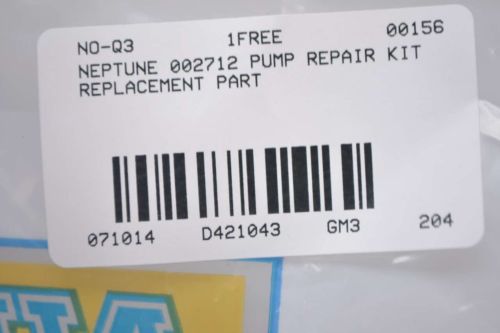 NO-Q3 1FREE 00156
NEPTUNE 002712 PUMP REPAIR KIT
REPLACEMENT PART
071014 D421043 GM3 204